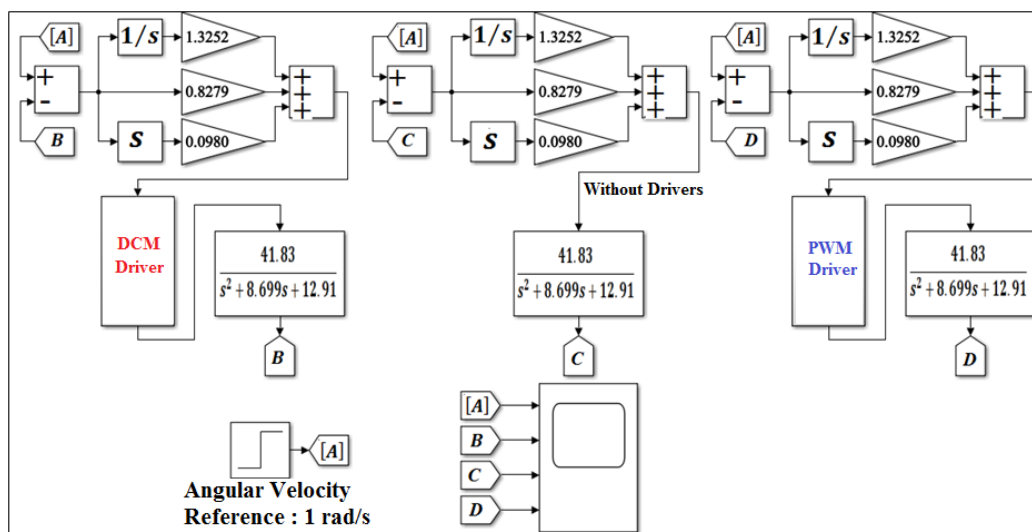 [A] 1/s 1.3252 [A] 1/s 1.3252 [A] 1/s 1.3252
+ + + + + +
- 0.8279 + - 0.8279 + - 0.8279 +
+ + +
B s 0.0980 C s 0.0980 D s 0.0980
Without Drivers
DCM
Driver
41.83
s² + 8.699s + 12.91
41.83
s² + 8.699s + 12.91
PWM
Driver
41.83
s² + 8.699s + 12.91
B C D
[A]
B
C
D
[A]
Angular Velocity
Reference : 1 rad/s